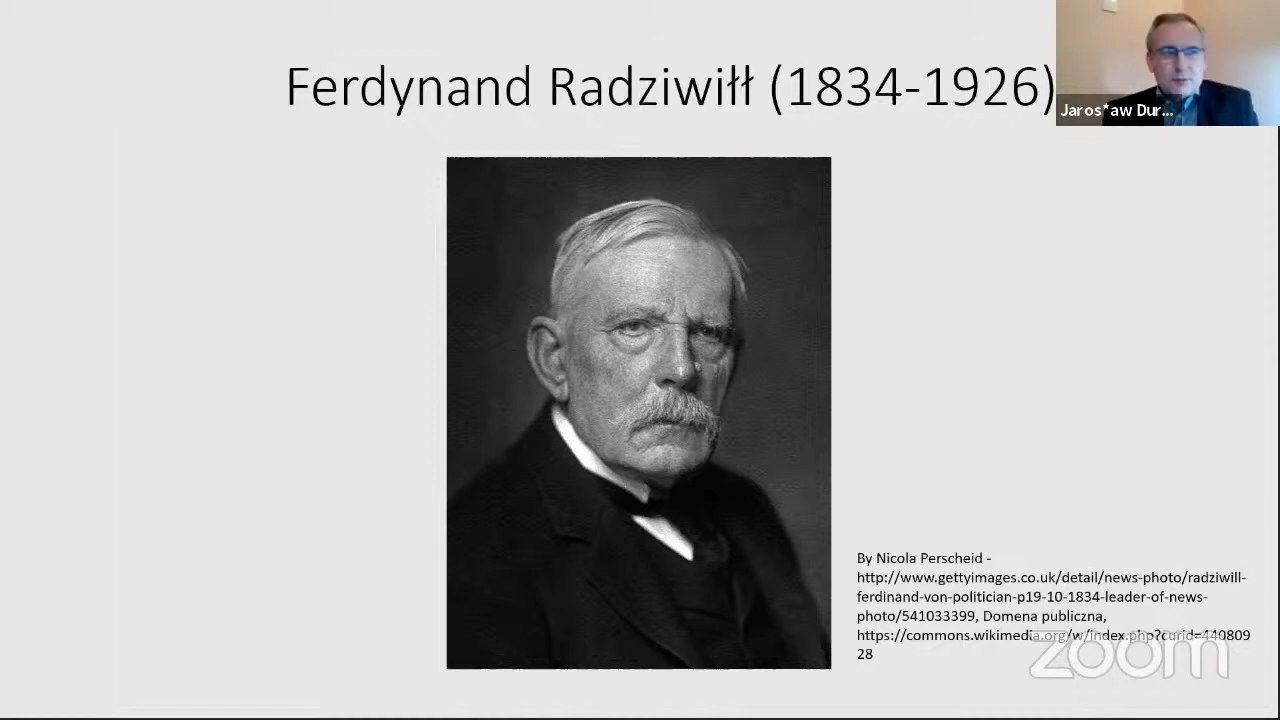 Ferdynand Radziwiłł (1834-1926)
Jaros*aw Dur...
By Nicola Perscheid -
http://www.gettyimages.co.uk/detail/news-photo/radziwill-
ferdinand-von-politician-p19-10-1834-leader-of-news-
photo/541033399, Domena publiczna,
https://commons.wikimedia.org/w/index.php?curid=440809
28
zoom